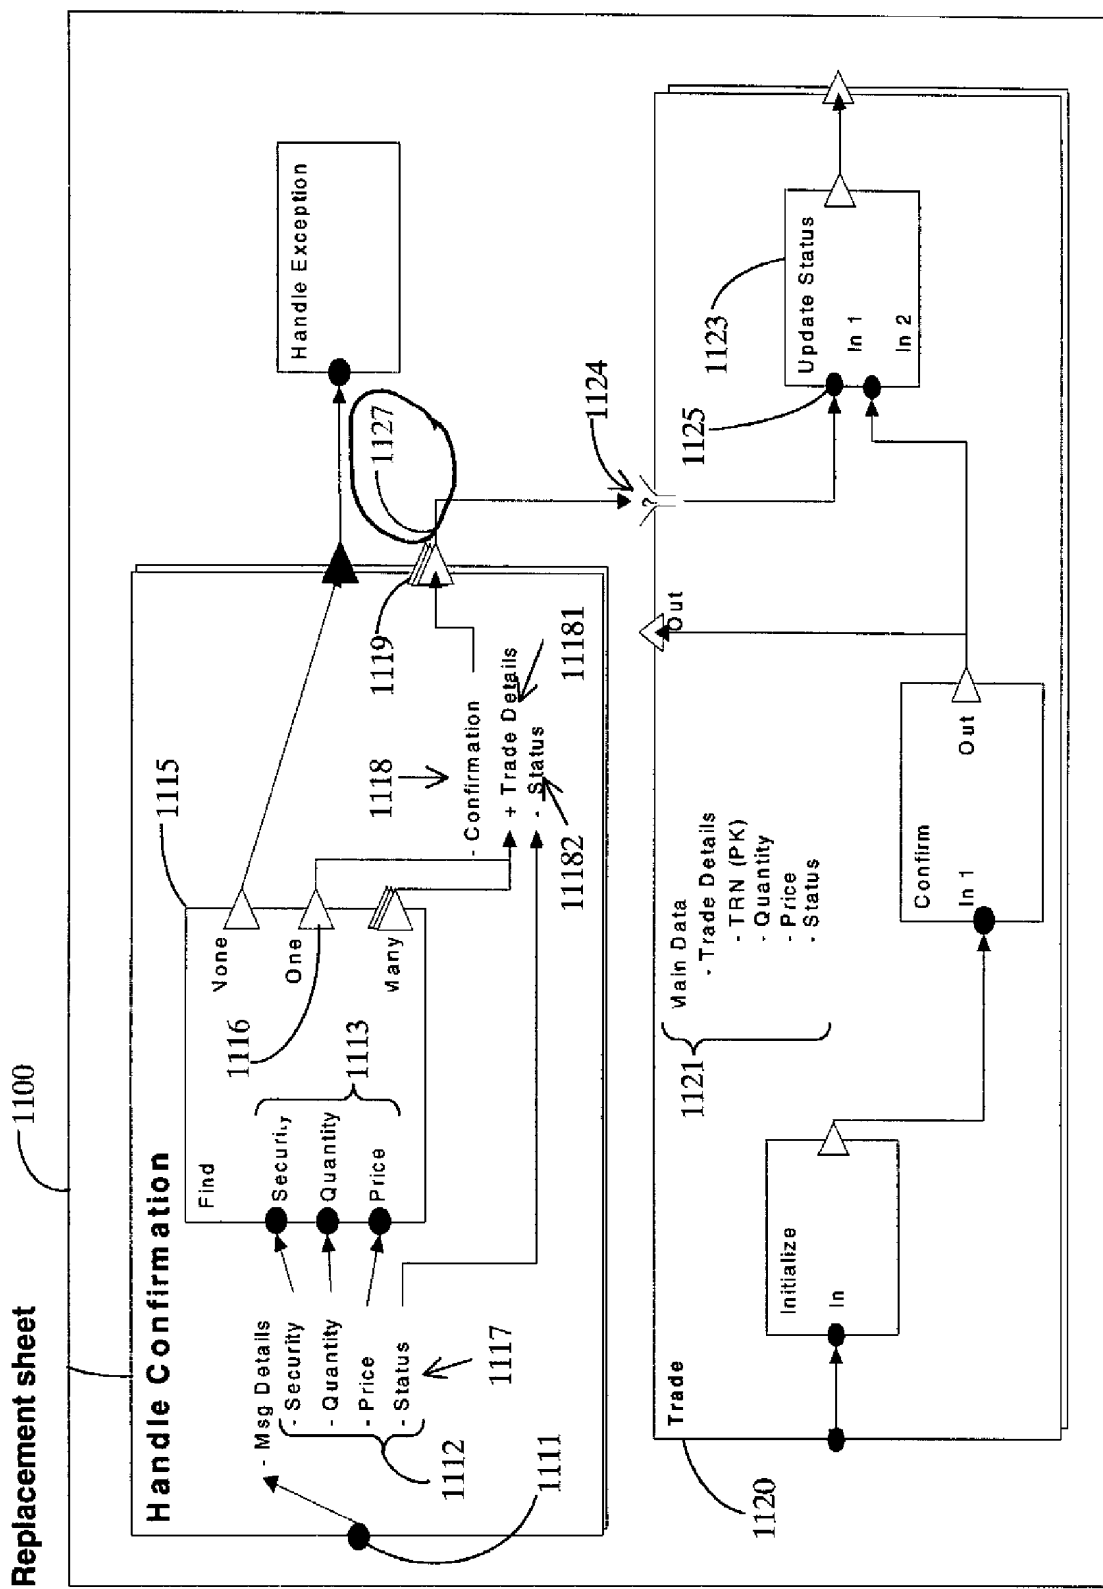 Replacement sheet
1100
Handle Confirmation
- Msg Details
- Security
- Quantity
- Price
- Status
1111
1112
1117
Find
Security
Quantity
Price
1113
1115
1116
None
One
Many
1118
- Confirmation
+ Trade Details
- Status
11181
11182
1119
1127
Handle Exception
1124
?
Trade
1120
Initialize
In
1121
Main Data
- Trade Details
- TRN (PK)
- Quantity
- Price
- Status
Confirm
In 1
Out
Out
1123
1125
Update Status
In 1
In 2